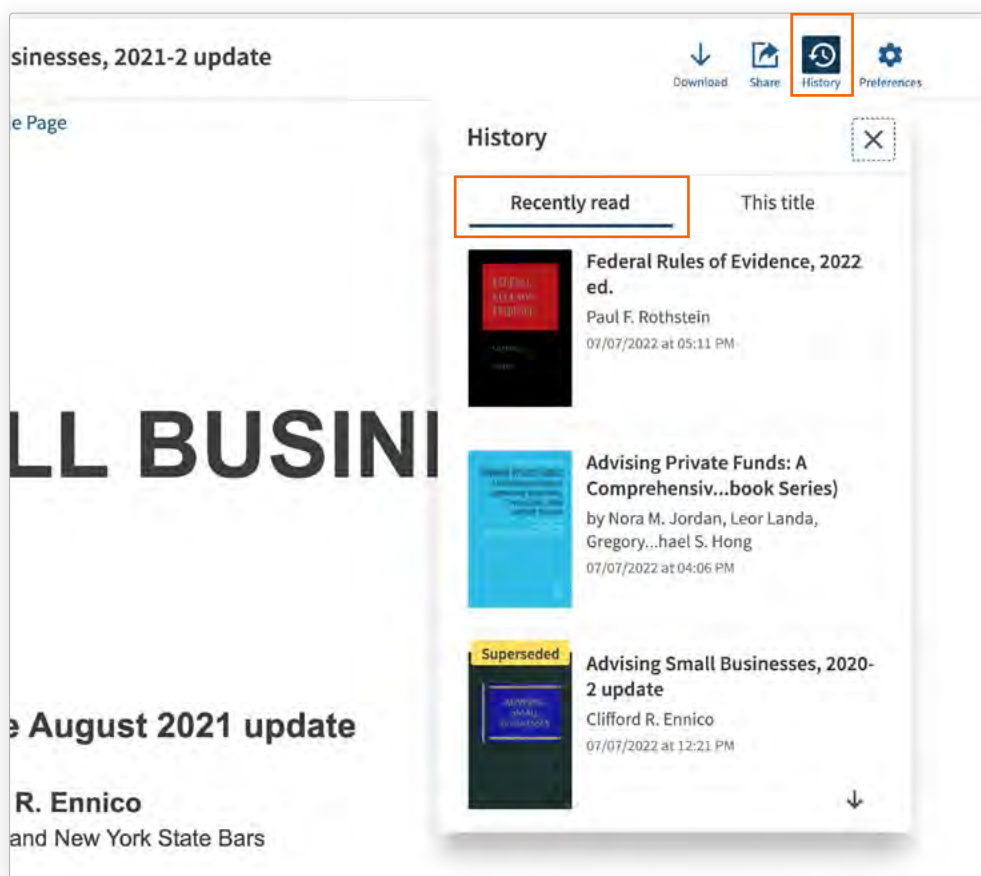 sinesses, 2021-2 update
Download
Share
History
Preferences
e Page
History
Recently read
This title
Federal Rules of Evidence, 2022
ed.
Paul F. Rothstein
07/07/2022 at 05:11 PM
LL BUSIN
Advising Private Funds: A
Comprehensiv...book Series)
by Nora M. Jordan, Leor Landa,
Gregory...hael S. Hong
07/07/2022 at 04:06 PM
Superseded
ADVISING
SMALL
BUSINESSES
Advising Small Businesses, 2020-
2 update
Clifford R. Ennico
07/07/2022 at 12:21 PM
e August 2021 update
R. Ennico
and New York State Bars